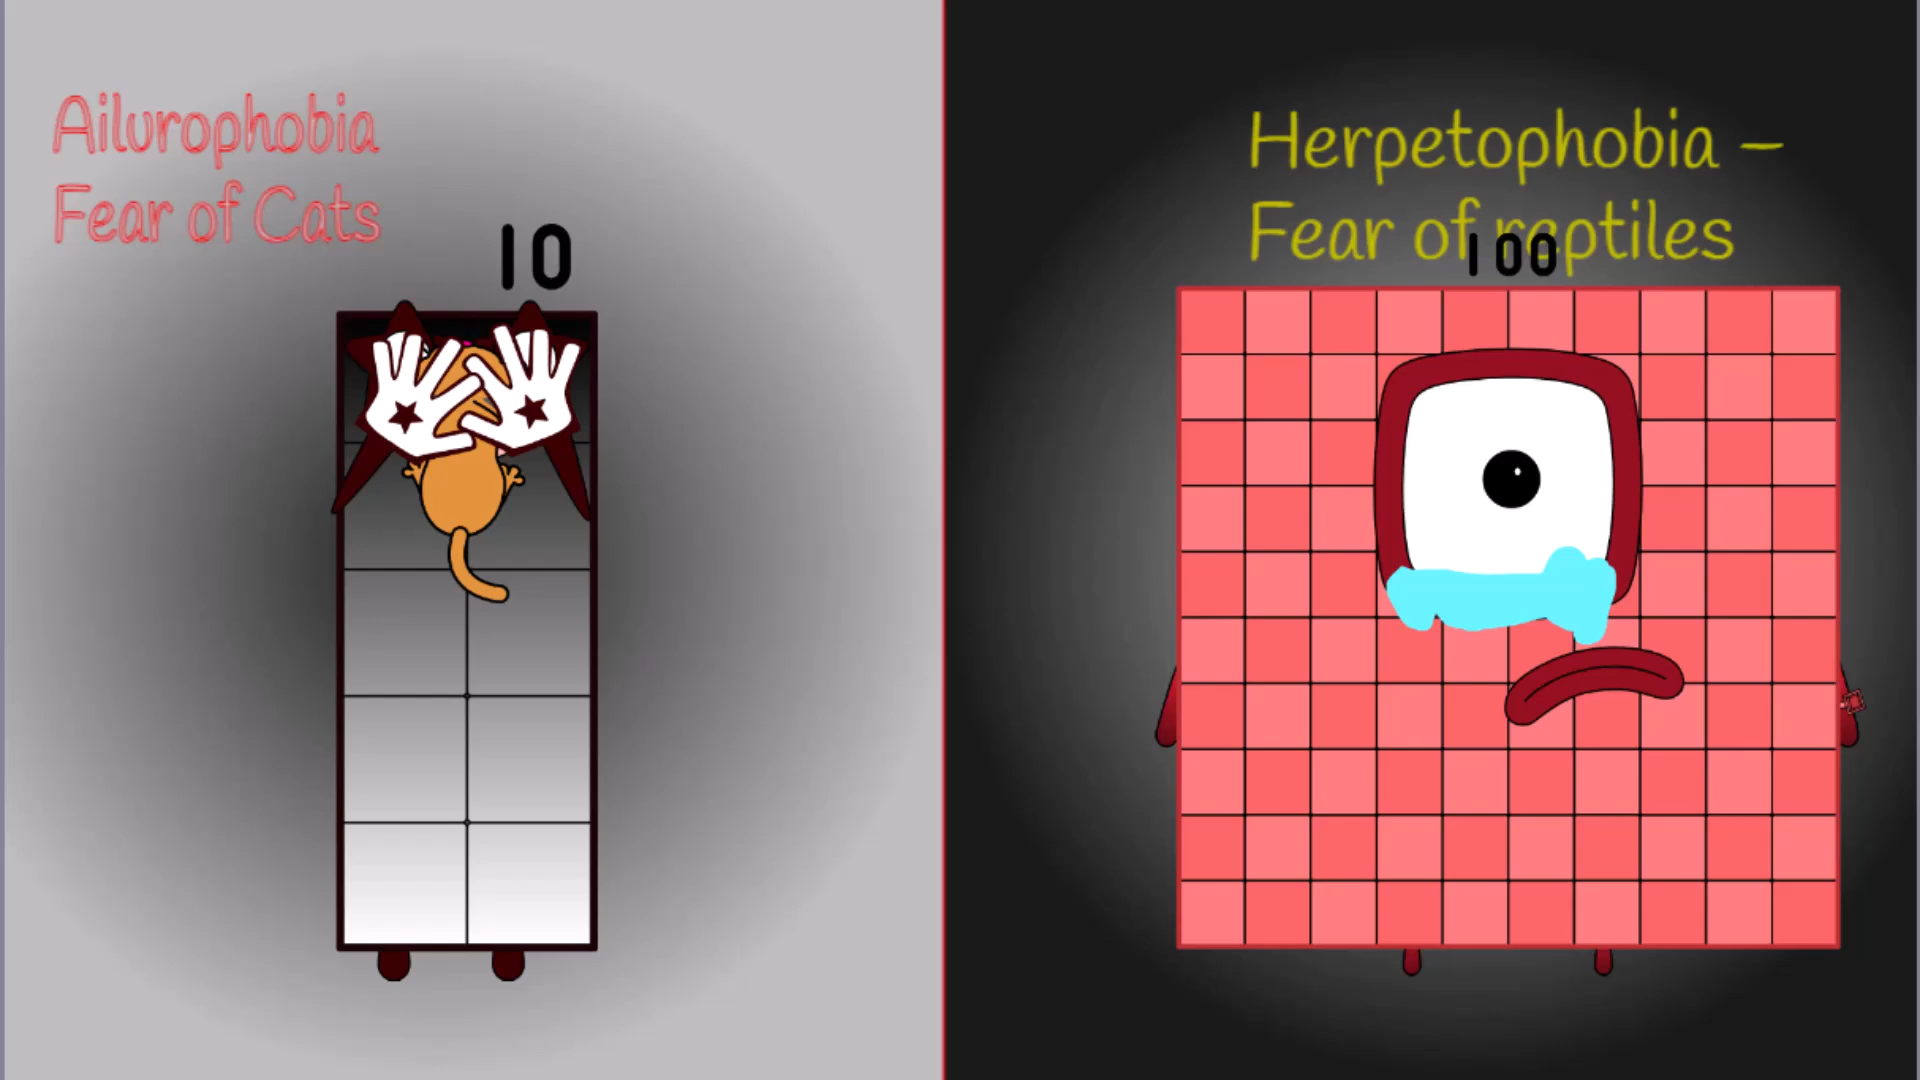 Ailurophobia
Fear of Cats
10
Herpetophobia –
Fear of reptiles
100